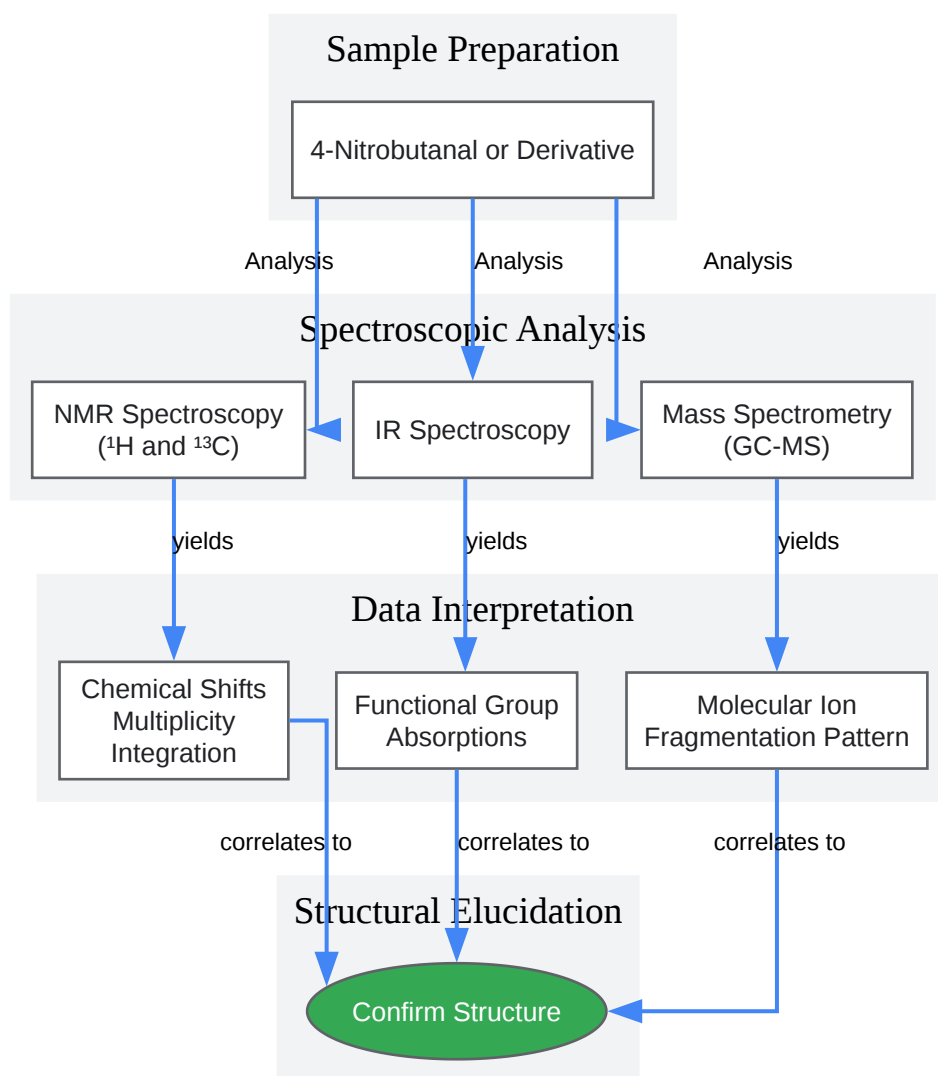 Sample Preparation
4-Nitrobutanal or Derivative
Analysis
Analysis
Analysis
Spectroscopic Analysis
NMR Spectroscopy
(¹H and ¹³C)
IR Spectroscopy
Mass Spectrometry
(GC-MS)
yields
yields
yields
Data Interpretation
Chemical Shifts
Multiplicity
Integration
Functional Group
Absorptions
Molecular Ion
Fragmentation Pattern
correlates to
correlates to
correlates to
Structural Elucidation
Confirm Structure